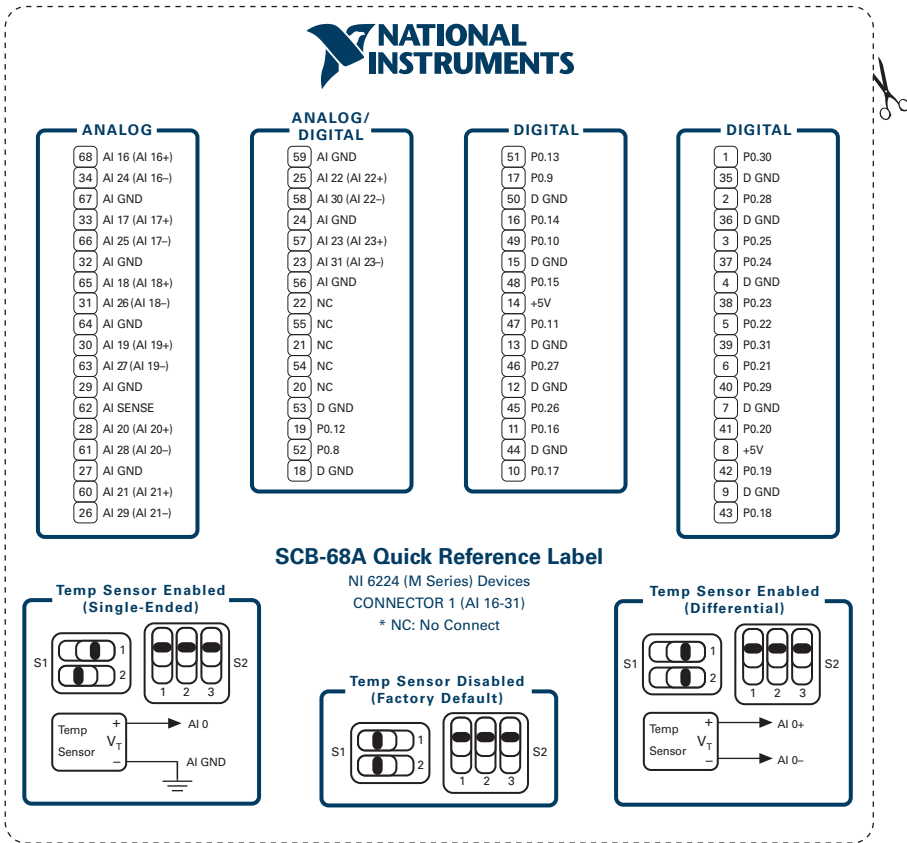 NATIONAL
INSTRUMENTS
ANALOG
68 AI 16 (AI 16+)
34 AI 24 (AI 16–)
67 AI GND
33 AI 17 (AI 17+)
66 AI 25 (AI 17–)
32 AI GND
65 AI 18 (AI 18+)
31 AI 26 (AI 18–)
64 AI GND
30 AI 19 (AI 19+)
63 AI 27 (AI 19–)
29 AI GND
62 AI SENSE
28 AI 20 (AI 20+)
61 AI 28 (AI 20–)
27 AI GND
60 AI 21 (AI 21+)
26 AI 29 (AI 21–)
ANALOG/
DIGITAL
59 AI GND
25 AI 22 (AI 22+)
58 AI 30 (AI 22–)
24 AI GND
57 AI 23 (AI 23+)
23 AI 31 (AI 23–)
56 AI GND
22 NC
55 NC
21 NC
54 NC
20 NC
53 D GND
19 P0.12
52 P0.8
18 D GND
DIGITAL
51 P0.13
17 P0.9
50 D GND
16 P0.14
49 P0.10
15 D GND
48 P0.15
14 +5V
47 P0.11
13 D GND
46 P0.27
12 D GND
45 P0.26
11 P0.16
44 D GND
10 P0.17
DIGITAL
1 P0.30
35 D GND
2 P0.28
36 D GND
3 P0.25
37 P0.24
4 D GND
38 P0.23
5 P0.22
39 P0.31
6 P0.21
40 P0.29
7 D GND
41 P0.20
8 +5V
42 P0.19
9 D GND
43 P0.18
SCB-68A Quick Reference Label
NI 6224 (M Series) Devices
CONNECTOR 1 (AI 16-31)
* NC: No Connect
Temp Sensor Enabled
(Single-Ended)
S1
1
2
S2
1 2 3
Temp
Sensor
VT
+
–
AI 0
AI GND
Temp Sensor Disabled
(Factory Default)
S1
1
2
S2
1 2 3
Temp Sensor Enabled
(Differential)
S1
1
2
S2
1 2 3
Temp
Sensor
VT
+
–
AI 0+
AI 0–